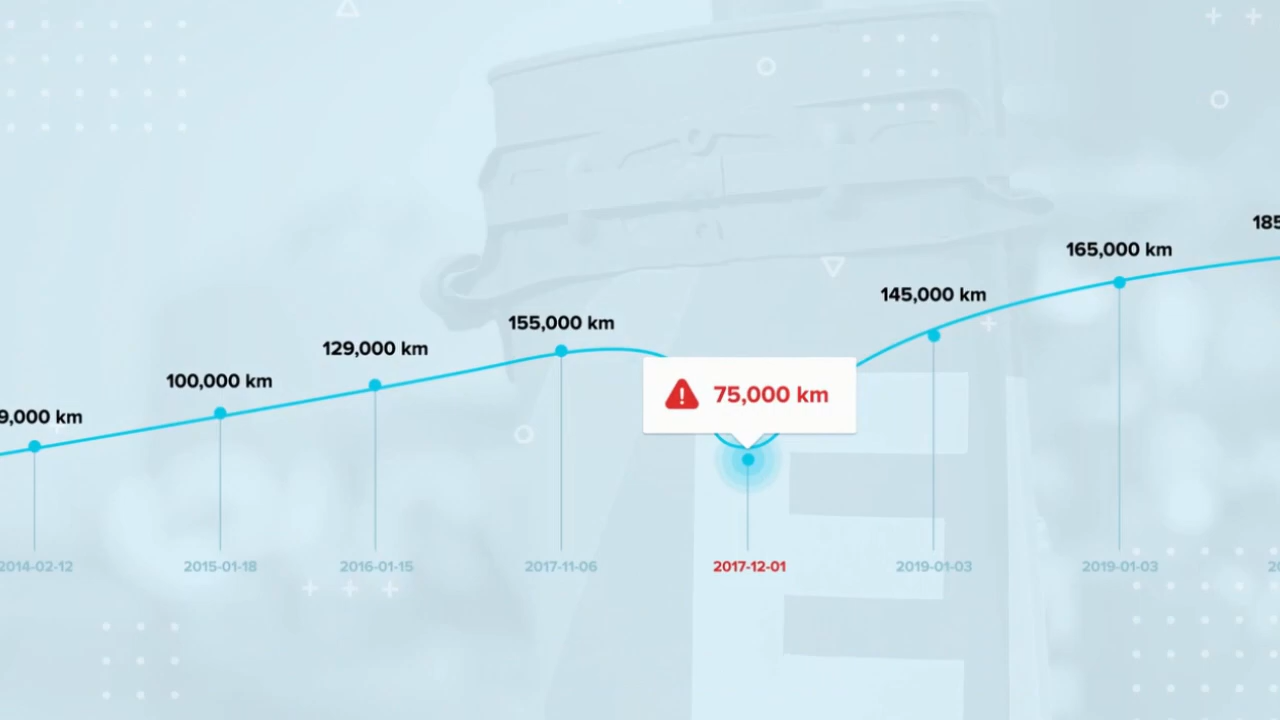 185
165,000 km
145,000 km
155,000 km
129,000 km
100,000 km
75,000 km
9,000 km
2014-02-12
2015-01-18
2016-01-15
2017-11-06
2017-12-01
2019-01-03
2019-01-03
20